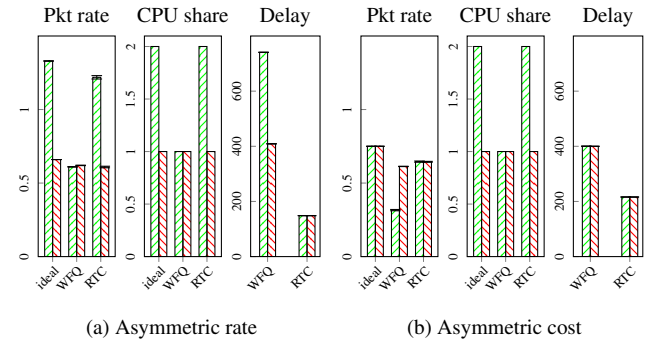 Pkt rate CPU share Delay Pkt rate CPU share Delay
0 0.5 1
ideal WFQ RTC
0 0.5 1 1.5 2
ideal WFQ RTC
0 200 400 600
WFQ RTC
0 0.5 1
ideal WFQ RTC
0 0.5 1 1.5 2
ideal WFQ RTC
0 200 400 600
WFQ RTC
(a) Asymmetric rate (b) Asymmetric cost